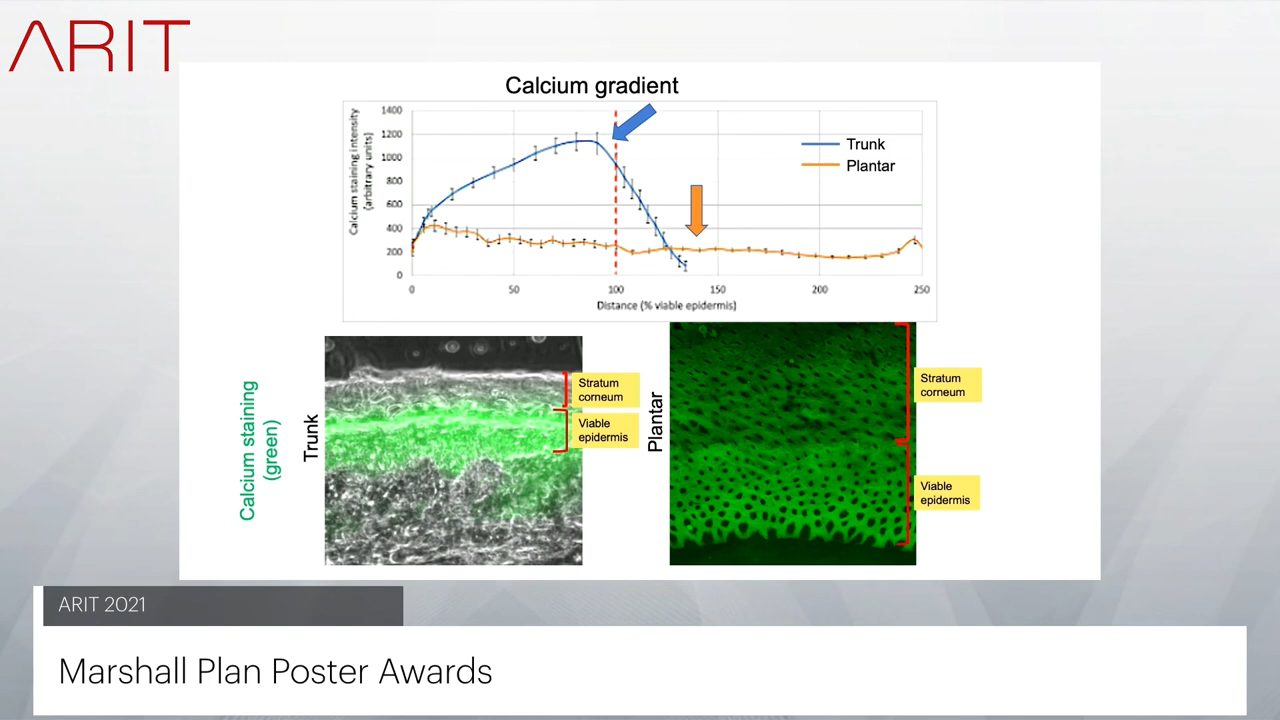 ARIT
Calcium gradient
Calcium staining intensity
(arbitrary units)
1400
1200
1000
800
600
400
200
0
Trunk
Plantar
0
50
100
150
200
250
Distance (% viable epidermis)
Calcium staining
(green)
Trunk
Stratum
corneum
Viable
epidermis
Plantar
Stratum
corneum
Viable
epidermis
ARIT 2021
Marshall Plan Poster Awards